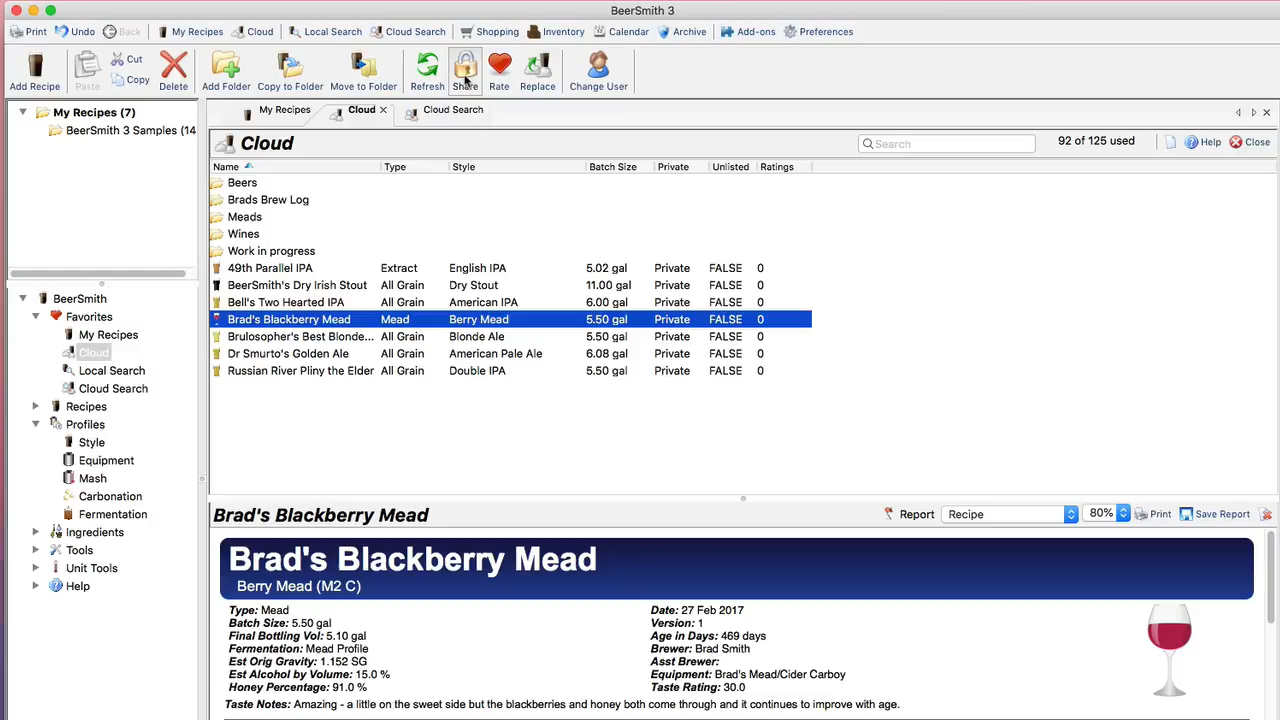 BeerSmith 3
Print Undo Back My Recipes Cloud Local Search Cloud Search Shopping Inventory Calendar Archive Add-ons Preferences
Add Recipe Paste Cut Copy Delete Add Folder Copy to Folder Move to Folder Refresh Share Rate Replace Change User
My Recipes (7)
BeerSmith 3 Samples (14
BeerSmith
Favorites
My Recipes
Cloud
Local Search
Cloud Search
Recipes
Profiles
Style
Equipment
Mash
Carbonation
Fermentation
Ingredients
Tools
Unit Tools
Help
My Recipes Cloud Cloud Search
Cloud Search 92 of 125 used Help Close
Name Type Style Batch Size Private Unlisted Ratings
Beers
Brads Brew Log
Meads
Wines
Work in progress
49th Parallel IPA Extract English IPA 5.02 gal Private FALSE 0
BeerSmith's Dry Irish Stout All Grain Dry Stout 11.00 gal Private FALSE 0
Bell's Two Hearted IPA All Grain American IPA 6.00 gal Private FALSE 0
Brad's Blackberry Mead Mead Berry Mead 5.50 gal Private FALSE 0
Brulosopher's Best Blonde... All Grain Blonde Ale 5.50 gal Private FALSE 0
Dr Smurto's Golden Ale All Grain American Pale Ale 6.08 gal Private FALSE 0
Russian River Pliny the Elder All Grain Double IPA 5.50 gal Private FALSE 0
Brad's Blackberry Mead Report Recipe 80% Print Save Report
Brad's Blackberry Mead
Berry Mead (M2 C)
Type: Mead Date: 27 Feb 2017
Batch Size: 5.50 gal Version: 1
Final Bottling Vol: 5.10 gal Age in Days: 469 days
Fermentation: Mead Profile Brewer: Brad Smith
Est Orig Gravity: 1.152 SG Asst Brewer:
Est Alcohol by Volume: 15.0 % Equipment: Brad's Mead/Cider Carboy
Honey Percentage: 91.0 % Taste Rating: 30.0
Taste Notes: Amazing - a little on the sweet side but the blackberries and honey both come through and it continues to improve with age.